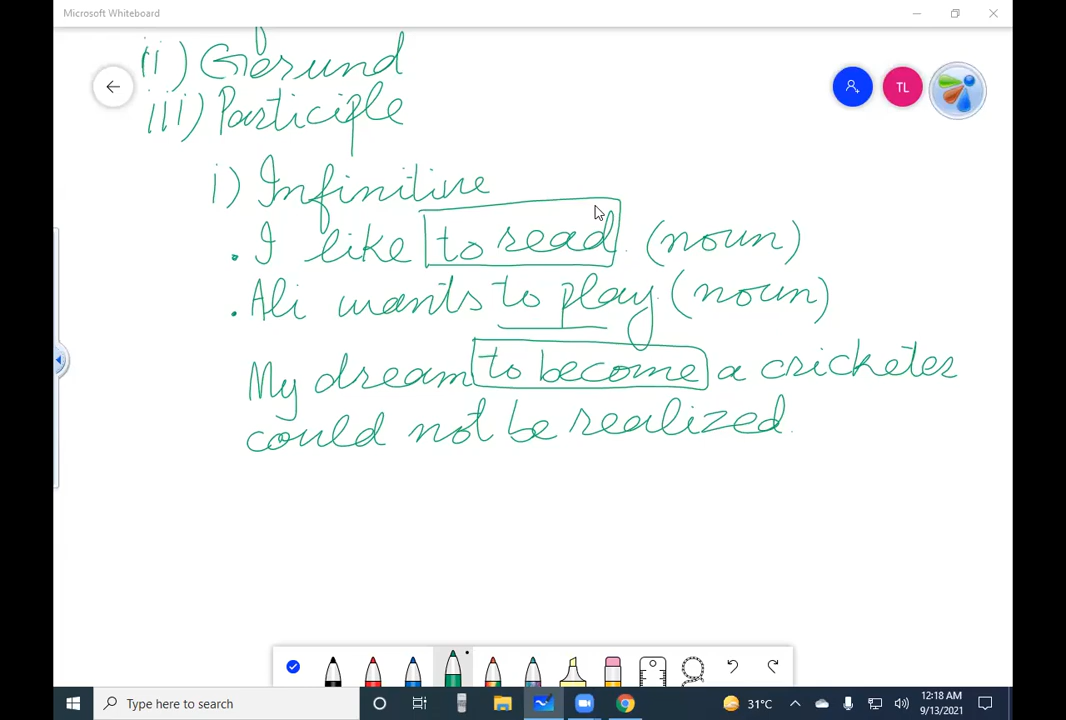 Microsoft Whiteboard
ii) Gerund
iii) Participle
TL
i) Infinitive
. I like to read. (noun)
. Ali wants to play. (noun)
My dream to become a cricketer
could not be realized.
Type here to search
31°C
12:18 AM
9/13/2021